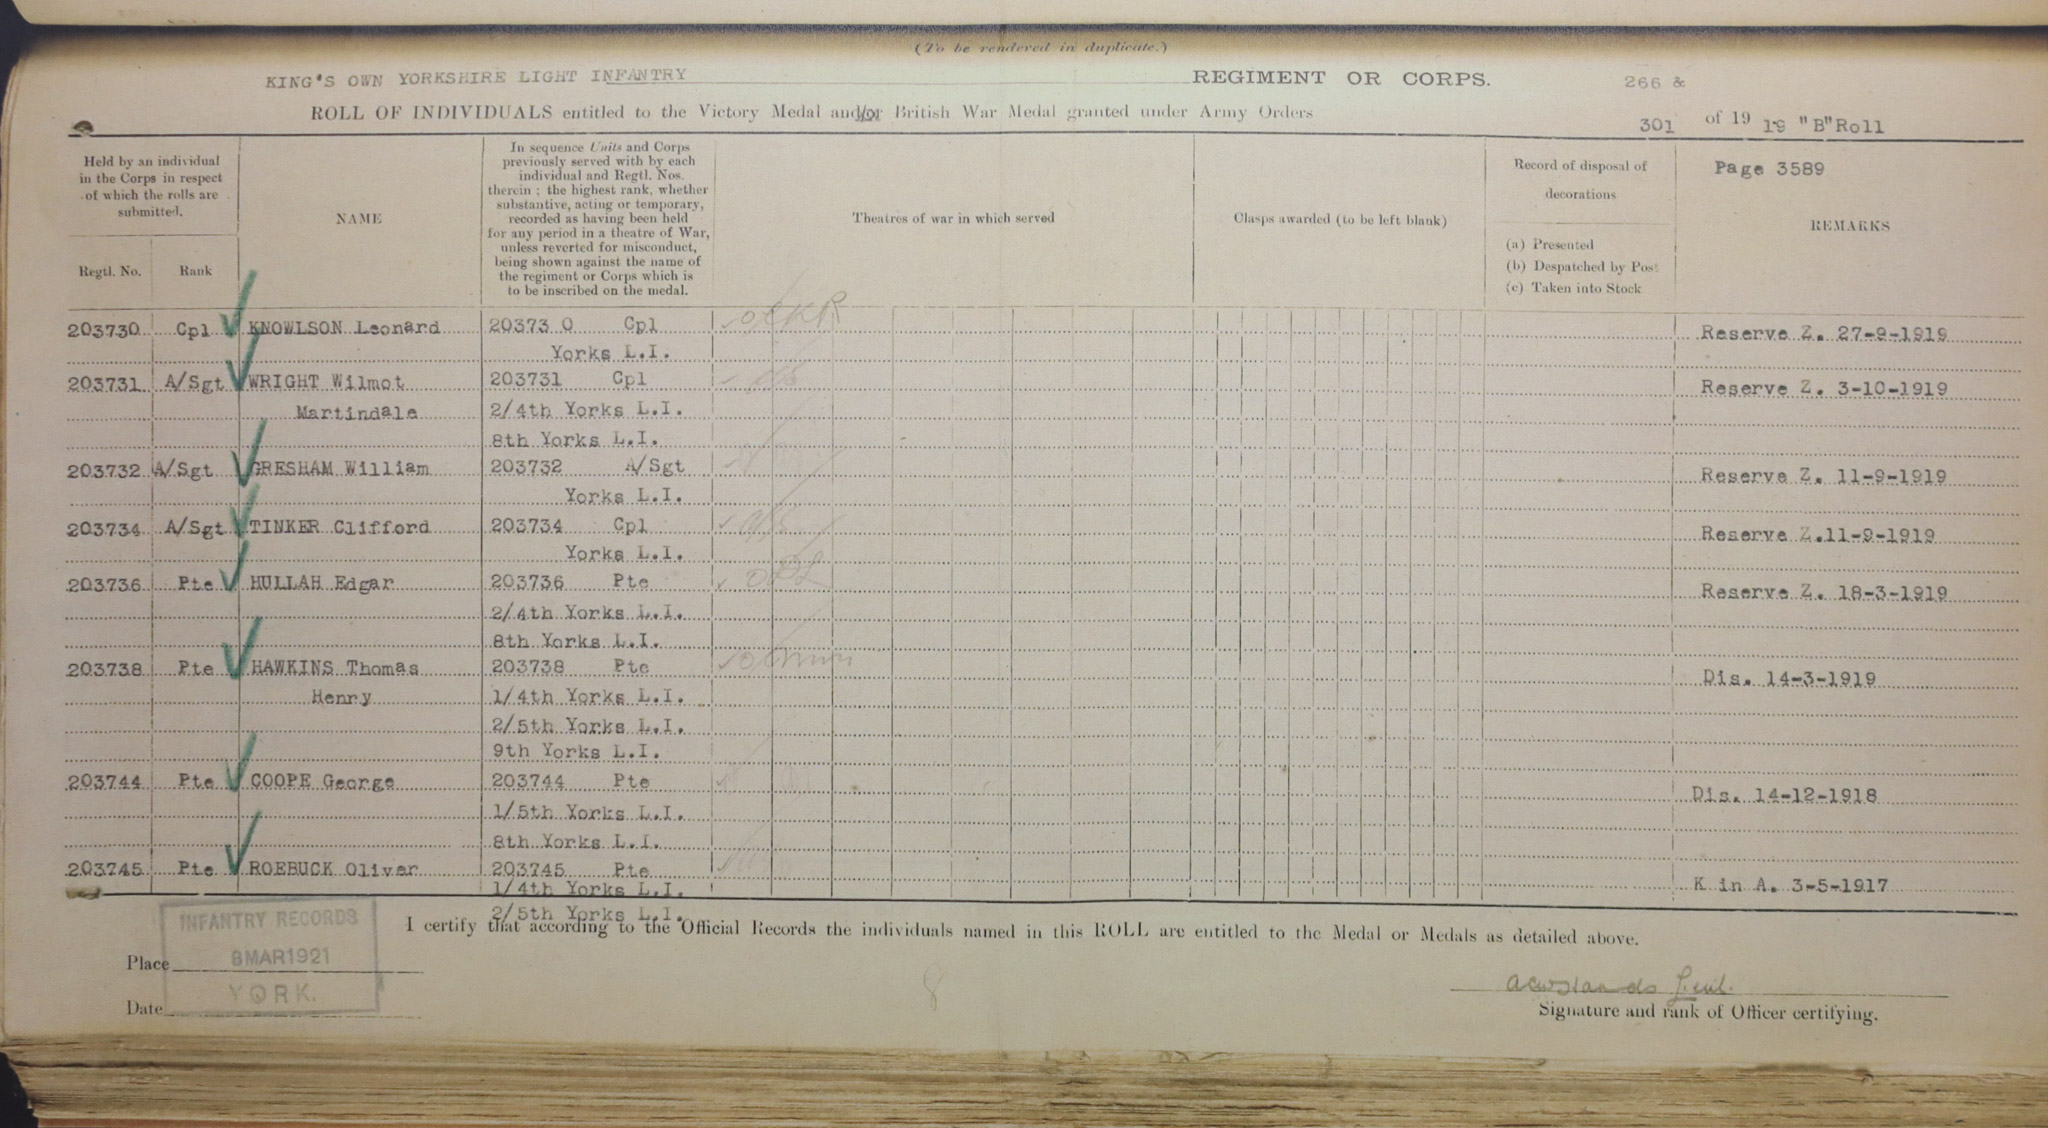 (To be rendered in duplicate.)
KING'S OWN YORKSHIRE LIGHT INFANTRY REGIMENT OR CORPS. 266 &
ROLL OF INDIVIDUALS entitled to the Victory Medal and/or British War Medal granted under Army Orders 301 of 19 19 "B"Roll
Page 3589
Held by an individual
in the Corps in respect
of which the rolls are
submitted.
Regtl. No. Rank
NAME
In sequence Units and Corps
previously served with by each
individual and Regtl. Nos.
therein; the highest rank, whether
substantive, acting or temporary,
recorded as having been held
for any period in a theatre of War,
unless reverted for misconduct,
being shown against the name of
the regiment or Corps which is
to be inscribed on the medal.
Theatres of war in which served
Clasps awarded (to be left blank)
Record of disposal of
decorations
(a) Presented
(b) Despatched by Post
(c) Taken into Stock
REMARKS
203730 Cpl KNOWLSON Leonard 20373 0 Cpl Reserve Z. 27-9-1919
Yorks L.I.
203731 A/Sgt WRIGHT Wilmot 203731 Cpl Reserve Z. 3-10-1919
Martindale 2/4th Yorks L.I.
8th Yorks L.I.
203732 A/Sgt GRESHAM William 203732 A/Sgt Reserve Z. 11-9-1919
Yorks L.I.
203734 A/Sgt TINKER Clifford 203734 Cpl Reserve Z.11-9-1919
Yorks L.I.
203736 Pte HULLAH Edgar 203736 Pte Reserve Z. 18-3-1919
2/4th Yorks L.I.
8th Yorks L.I.
203738 Pte HAWKINS Thomas 203738 Pte Dis. 14-3-1919
Henry 1/4th Yorks L.I.
2/5th Yorks L.I.
9th Yorks L.I.
203744 Pte COOPE George 203744 Pte Dis. 14-12-1918
1/5th Yorks L.I.
8th Yorks L.I.
203745 Pte ROEBUCK Oliver 203745 Pte K in A. 3-5-1917
1/4th Yorks L.I.
2/5th Yorks L.I.
I certify that according to the Official Records the individuals named in this ROLL are entitled to the Medal or Medals as detailed above.
INFANTRY RECORDS
8MAR1921
YORK.
Place
Date
8
Lieut.
Signature and rank of Officer certifying.